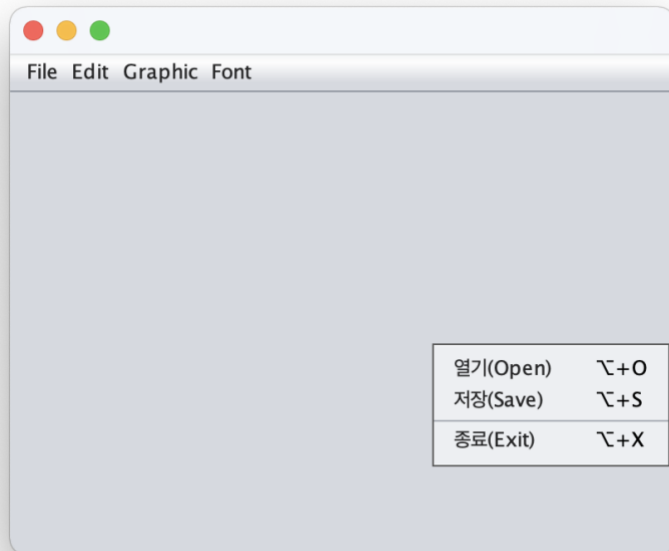 File Edit Graphic Font
열기(Open) ⌥+O
저장(Save) ⌥+S
종료(Exit) ⌥+X